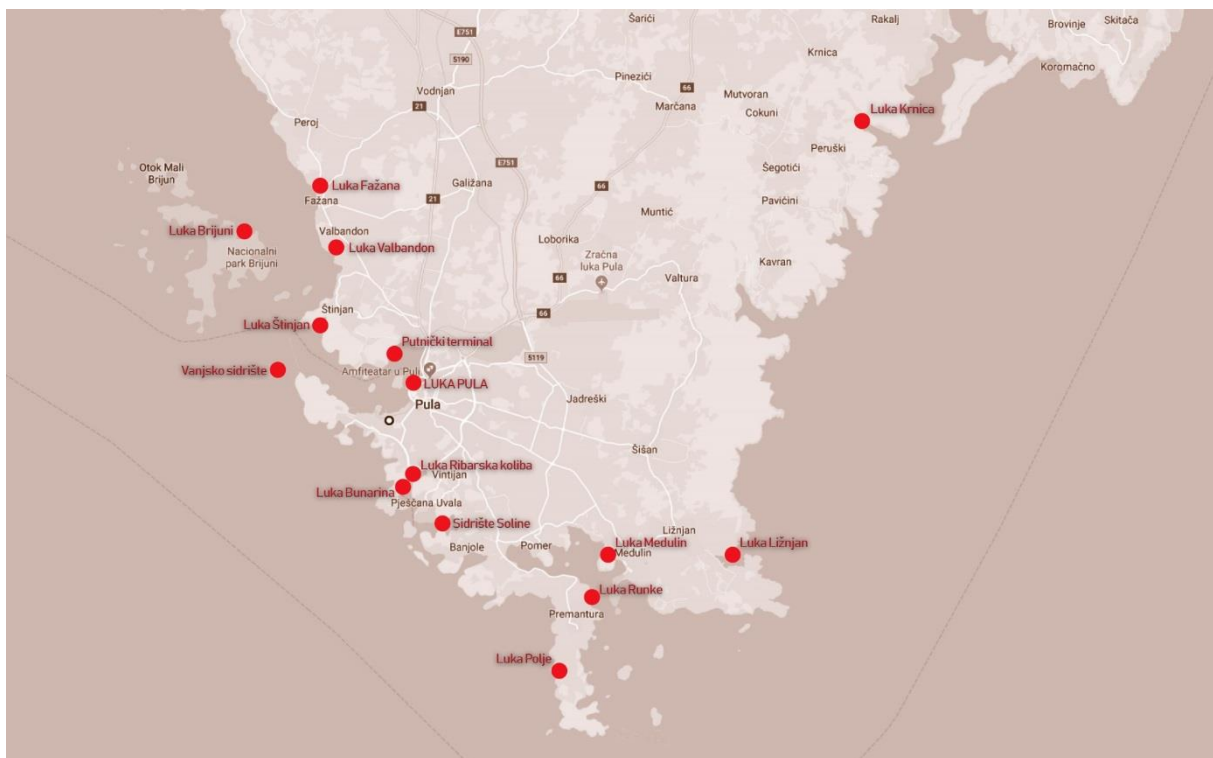 Šarići
Rakalj
Brovinje
Skitača
E751
Krnica
5190
Koromačno
Pinezići
66
Vodnjan
Mutvoran
21
Marčana
Cokuni
Luka Krnica
Peroj
Peruški
Otok Mali
Brijun
E751
Šegotići
Luka Fažana
Galižana
66
Fažana
21
Pavićini
Muntić
Luka Brijuni
Valbandon
Loborika
Luka Valbandon
Nacionalni
park Brijuni
Zračna
luka Pula
Kavran
66
Valtura
Štinjan
66
Luka Štinjan
Putnički terminal
5119
Vanjsko sidrište
Amfiteatar u Puli
LUKA PULA
Jadreški
Pula
Šišan
Luka Ribarska koliba
Vintijan
Luka Bunarina
Pješčana Uvala
Sidrište Soline
Ližnjan
Banjole
Pomer
Luka Medulin
Luka Ližnjan
Medulin
Luka Runke
Premantura
Luka Polje